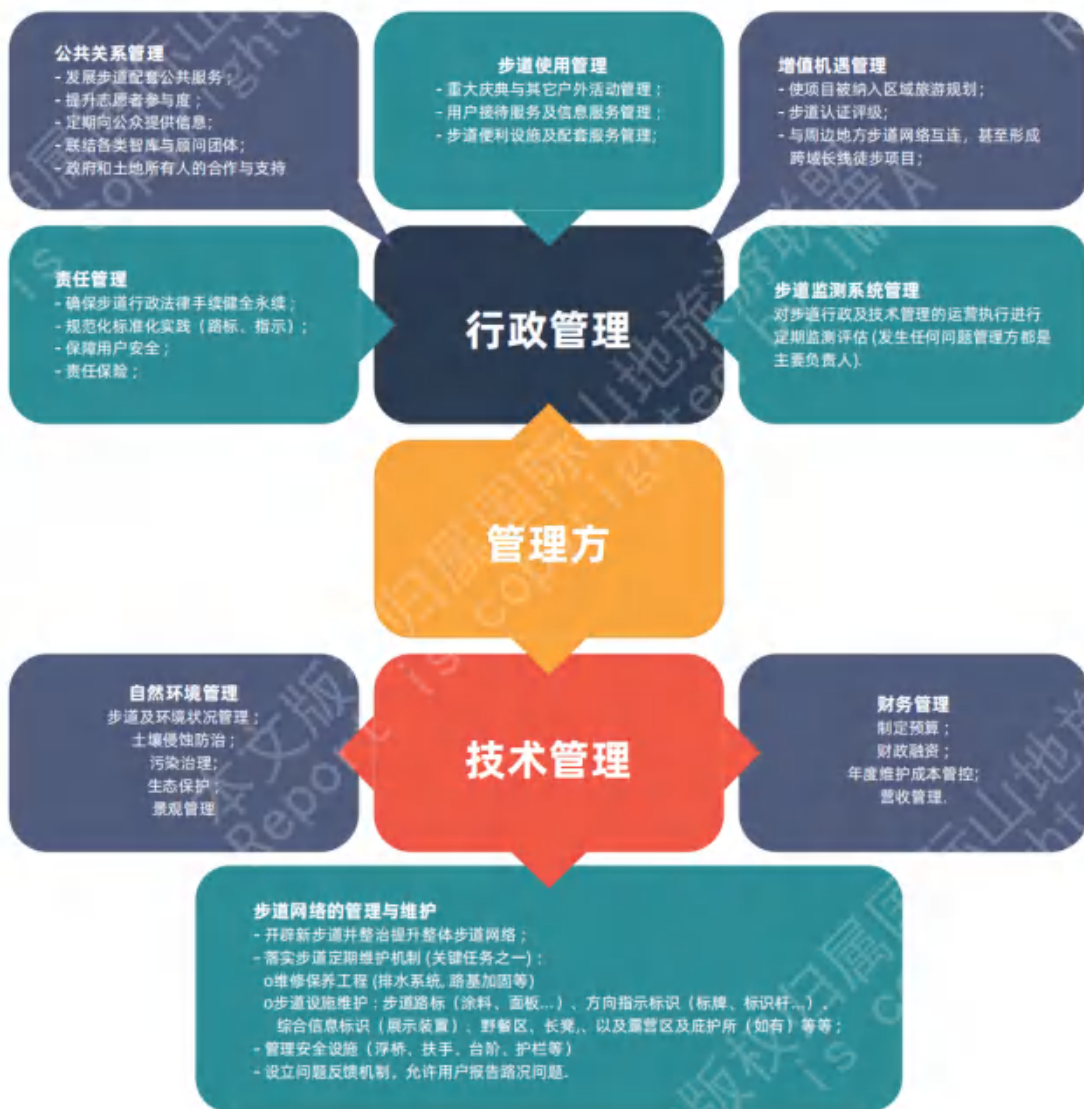 公共关系管理
- 发展步道配套公共服务；
- 提升志愿者参与度；
- 定期向公众提供信息；
- 联结各类智库与顾问团体；
- 政府和土地所有人的合作与支持
步道使用管理
- 重大庆典与其它户外活动管理；
- 用户接待服务及信息服务管理；
- 步道便利设施及配套服务管理；
增值机遇管理
- 使项目被纳入区域旅游规划；
- 步道认证评级；
- 与周边地方步道网络互连，甚至形成
跨域长线徒步项目；
责任管理
- 确保步道行政法律手续健全永续；
- 规范化标准化实践（路标、指示）；
- 保障用户安全；
- 责任保险；
行政管理
步道监测系统管理
对步道行政及技术管理的运营执行进行
定期监测评估 (发生任何问题管理方都是
主要负责人).
管理方
自然环境管理
步道及环境状况管理；
土壤侵蚀防治；
污染治理；
生态保护；
景观管理
技术管理
财务管理
制定预算；
财政融资；
年度维护成本管控;
营收管理.
步道网络的管理与维护
- 开辟新步道并整治提升整体步道网络；
- 落实步道定期维护机制 (关键任务之一)：
o维修保养工程 (排水系统, 路基加固等)
o步道设施维护：步道路标（涂料、面板...）、方向指示标识（标牌、标识杆...）、
综合信息标识（展示装置）、野餐区、长凳,、以及露营区及庇护所（如有）等等；
- 管理安全设施（浮桥、扶手、台阶、护栏等）
- 设立问题反馈机制，允许用户报告路况问题.